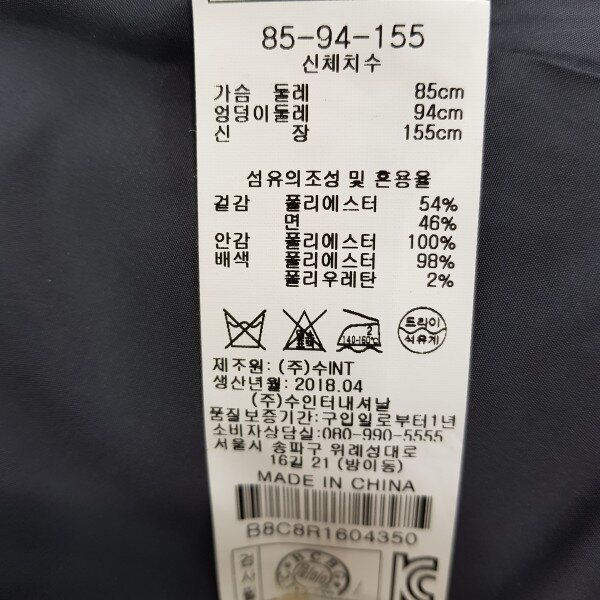 85-94-155
신체치수
가슴 둘레 85cm
엉덩이둘레 94cm
신 장 155cm
섬유의조성 및 혼용율
겉감 폴리에스터 54%
면 46%
안감 폴리에스터 100%
배색 폴리에스터 98%
폴리우레탄 2%
2
140-160℃
드라이
석유계
제조원: (주)수INT
생산년월: 2018.04
(주)수인터내셔날
품질보증기간:구입일로부터1년
소비자상담실:080-990-5555
서울시 송파구 위례성대로
16길 21 (방이동)
MADE IN CHINA
B8C8R1604350